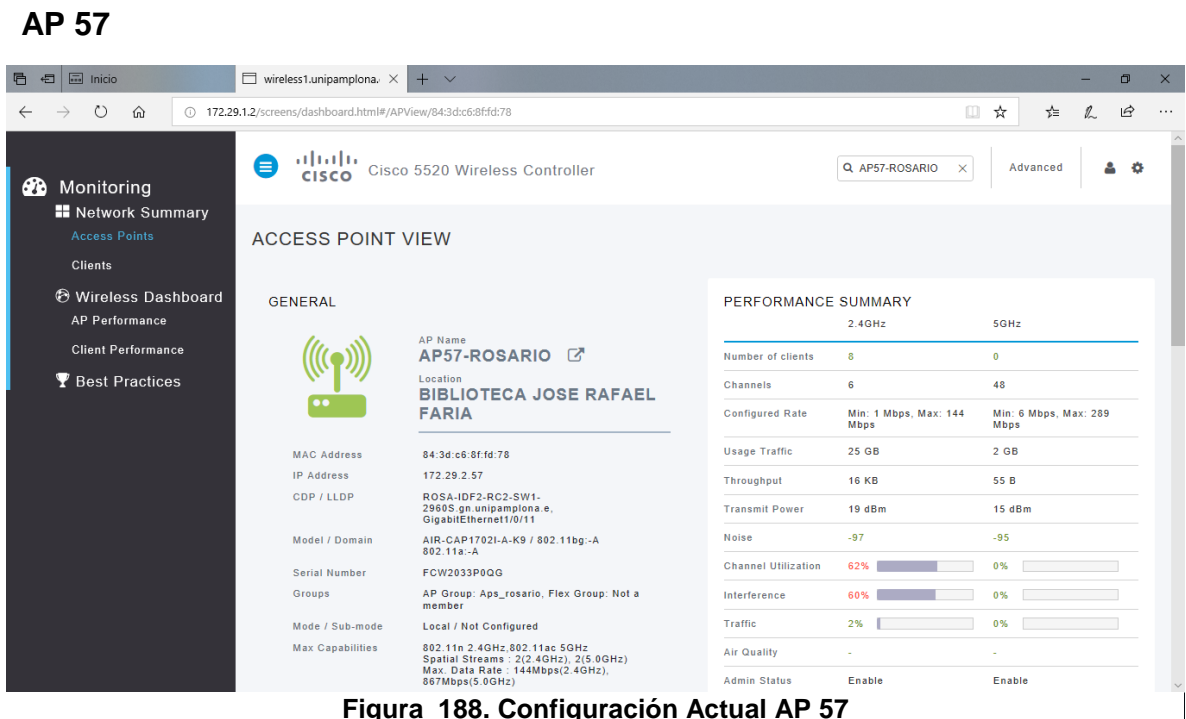 AP 57
Inicio
wireless1.unipamplona.
172.29.1.2/screens/dashboard.html#/APView/84:3d:c6:8f:fd:78
Monitoring
Network Summary
Access Points
Clients
Wireless Dashboard
AP Performance
Client Performance
Best Practices
CISCO Cisco 5520 Wireless Controller
AP57-ROSARIO
Advanced
ACCESS POINT VIEW
GENERAL
AP Name
AP57-ROSARIO
Location
BIBLIOTECA JOSE RAFAEL
FARIA
MAC Address 84:3d:c6:8f:fd:78
IP Address 172.29.2.57
CDP / LLDP ROSA-IDF2-RC2-SW1-
2960S.gn.unipamplona.e,
GigabitEthernet1/0/11
Model / Domain AIR-CAP1702I-A-K9 / 802.11bg:-A
802.11a:-A
Serial Number FCW2033P0QG
Groups AP Group: Aps_rosario, Flex Group: Not a
member
Mode / Sub-mode Local / Not Configured
Max Capabilities 802.11n 2.4GHz,802.11ac 5GHz
Spatial Streams : 2(2.4GHz), 2(5.0GHz)
Max. Data Rate : 144Mbps(2.4GHz),
867Mbps(5.0GHz)
PERFORMANCE SUMMARY
2.4GHz 5GHz
Number of clients 8 0
Channels 6 48
Configured Rate Min: 1 Mbps, Max: 144 Min: 6 Mbps, Max: 289
Mbps Mbps
Usage Traffic 25 GB 2 GB
Throughput 16 KB 55 B
Transmit Power 19 dBm 15 dBm
Noise -97 -95
Channel Utilization 62% 0%
Interference 60% 0%
Traffic 2% 0%
Air Quality - -
Admin Status Enable Enable
Figura 188. Configuración Actual AP 57